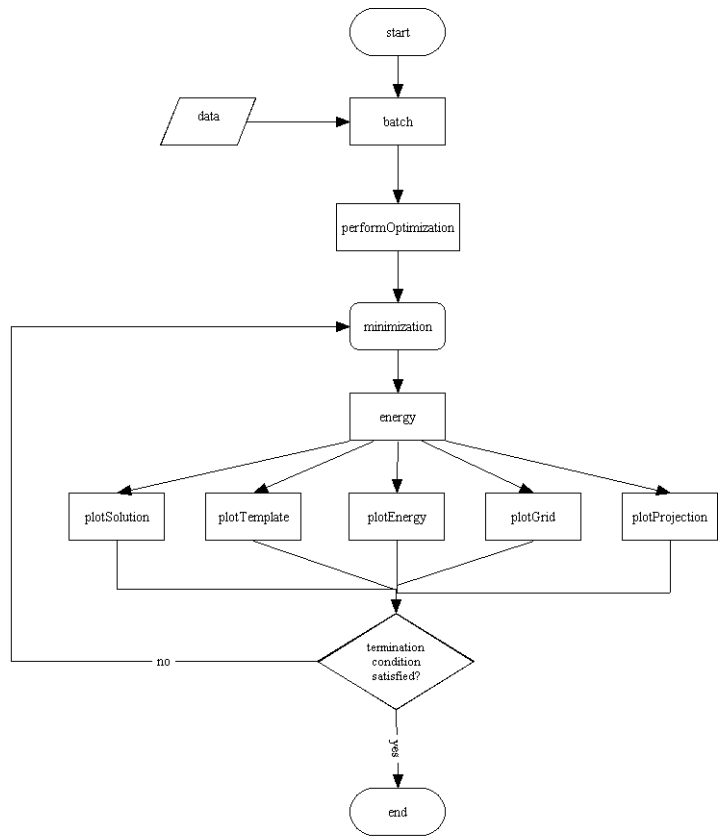 start
data
batch
performOptimization
minimization
energy
plotSolution
plotTemplate
plotEnergy
plotGrid
plotProjection
termination
condition
satisfied?
no
yes
end